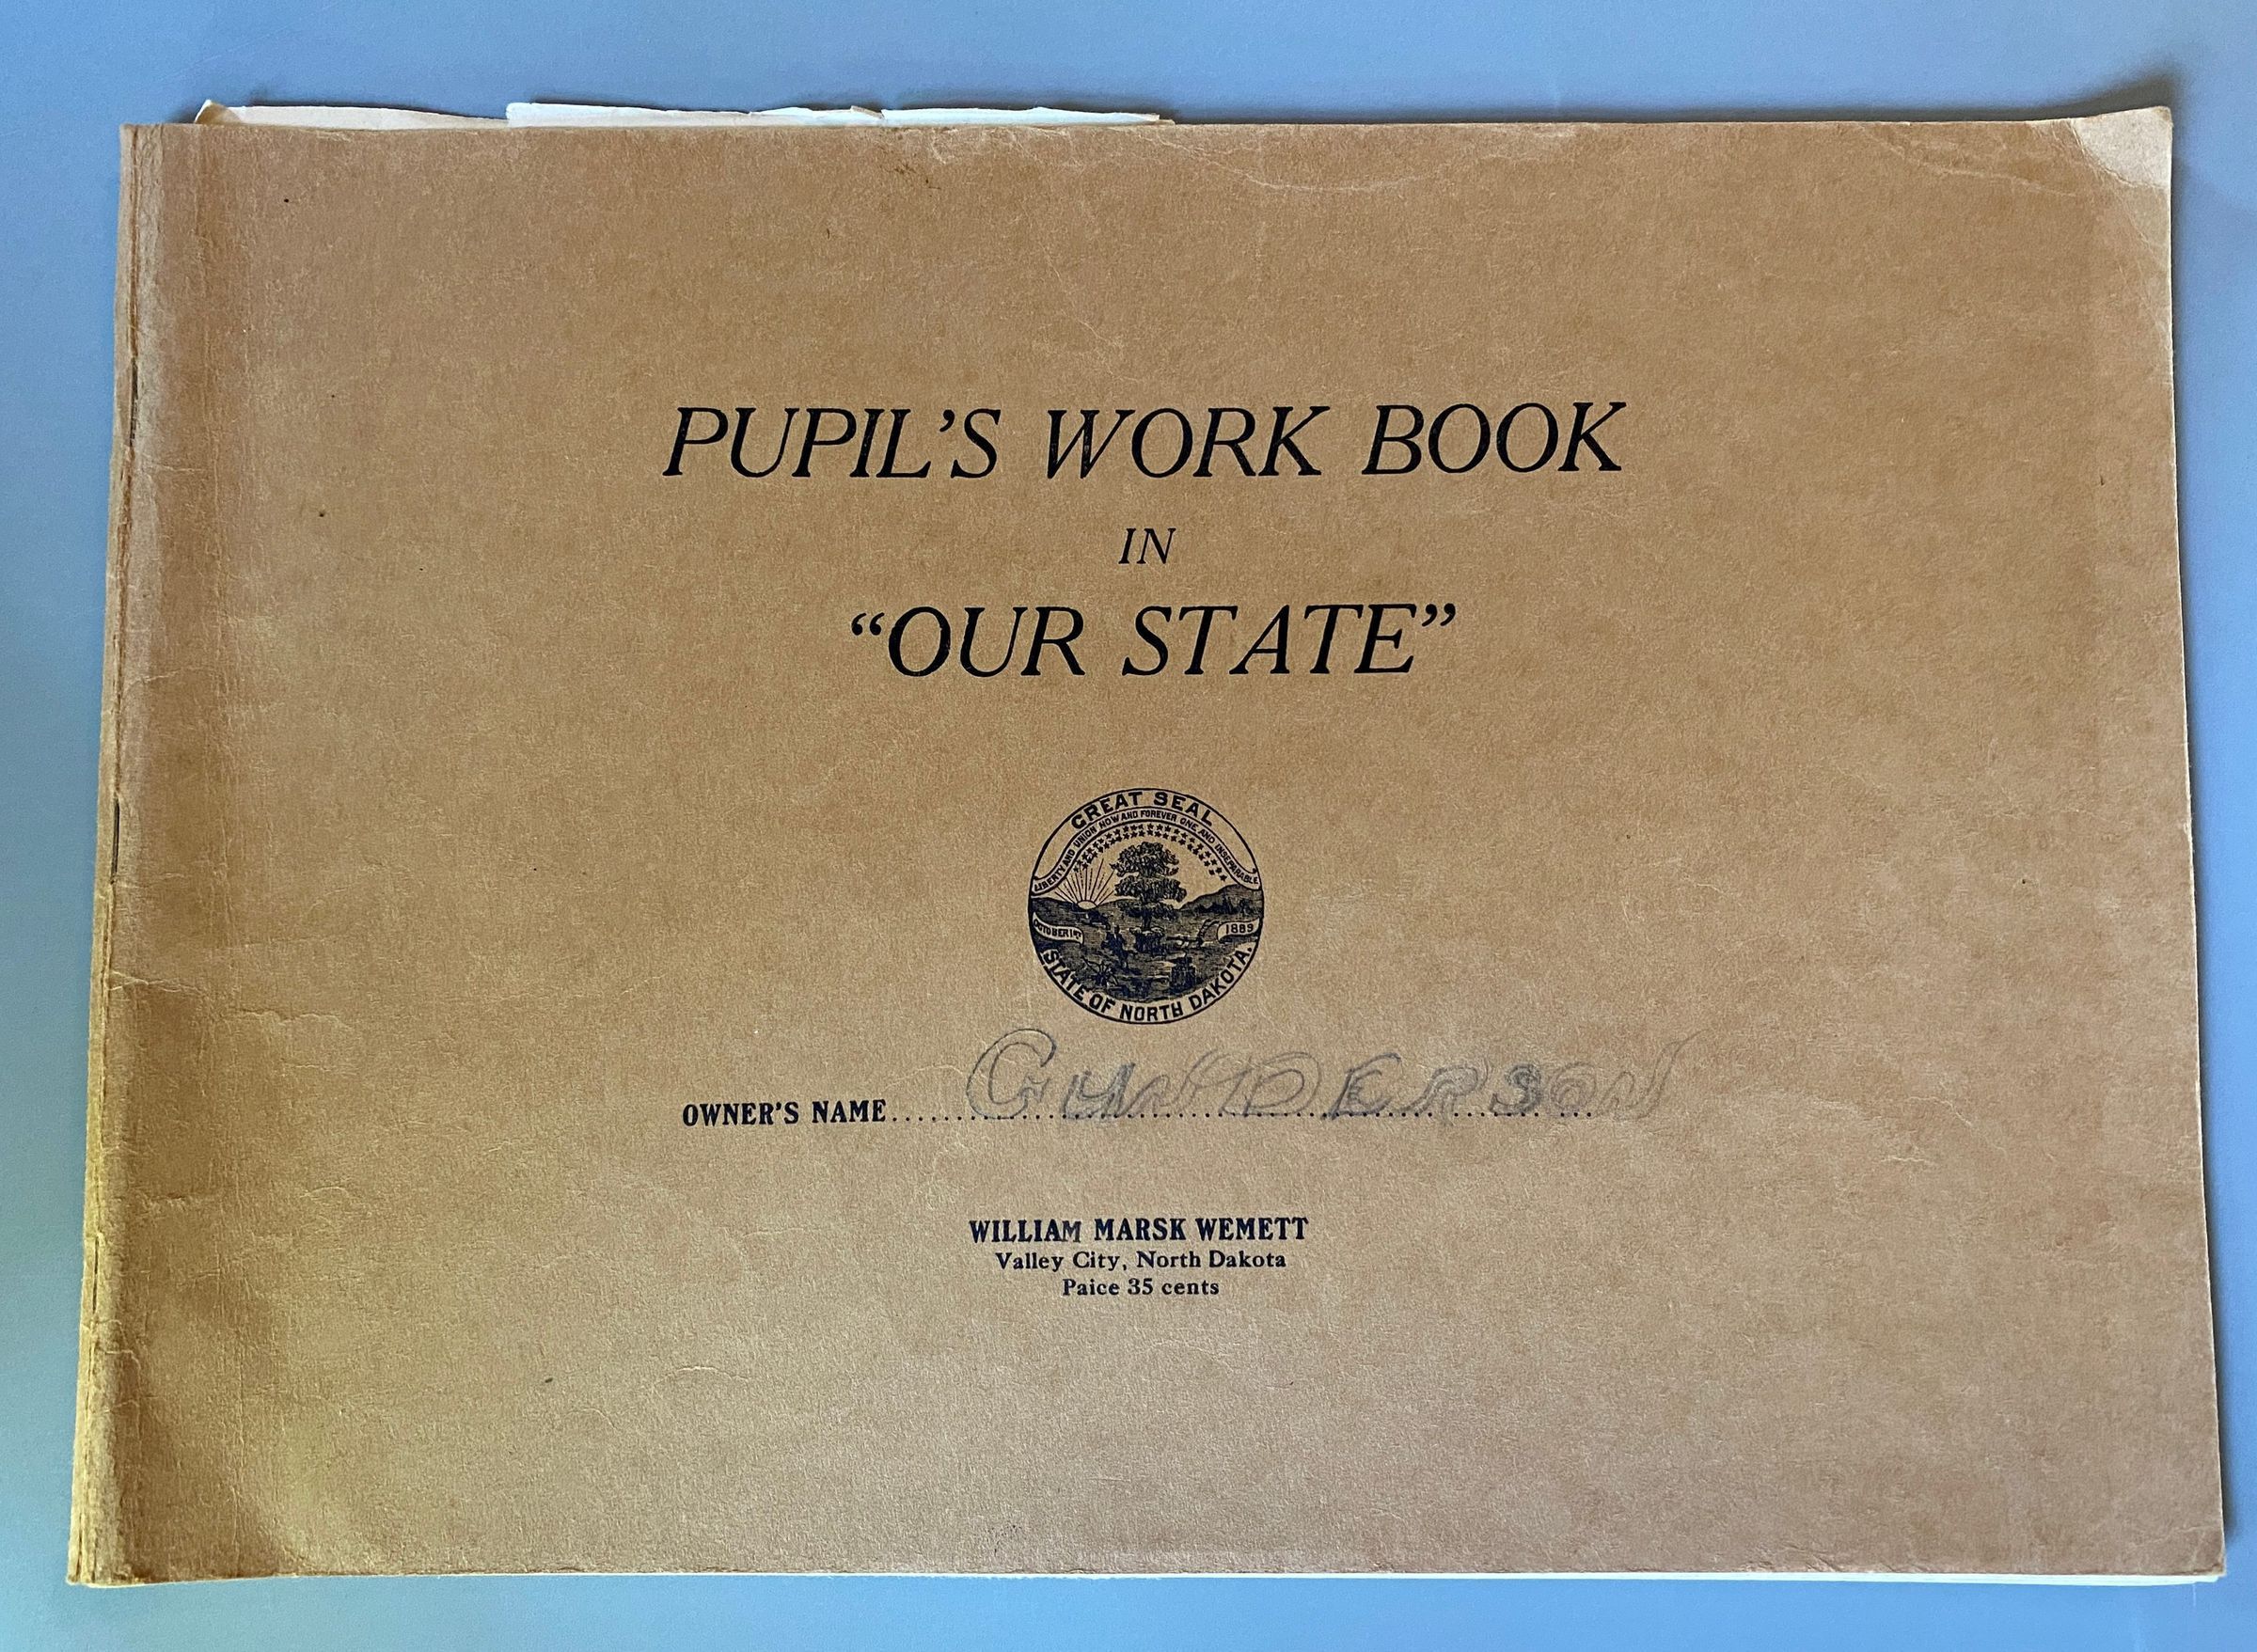 PUPIL'S WORK BOOK
IN
“OUR STATE”
GREAT SEAL
LIBERTY AND UNION NOW AND FOREVER ONE AND INSEPARABLE
OCTOBER 1ST
1889
STATE OF NORTH DAKOTA.
OWNER'S NAME GUNDERSON
WILLIAM MARSK WEMETT
Valley City, North Dakota
Paice 35 cents